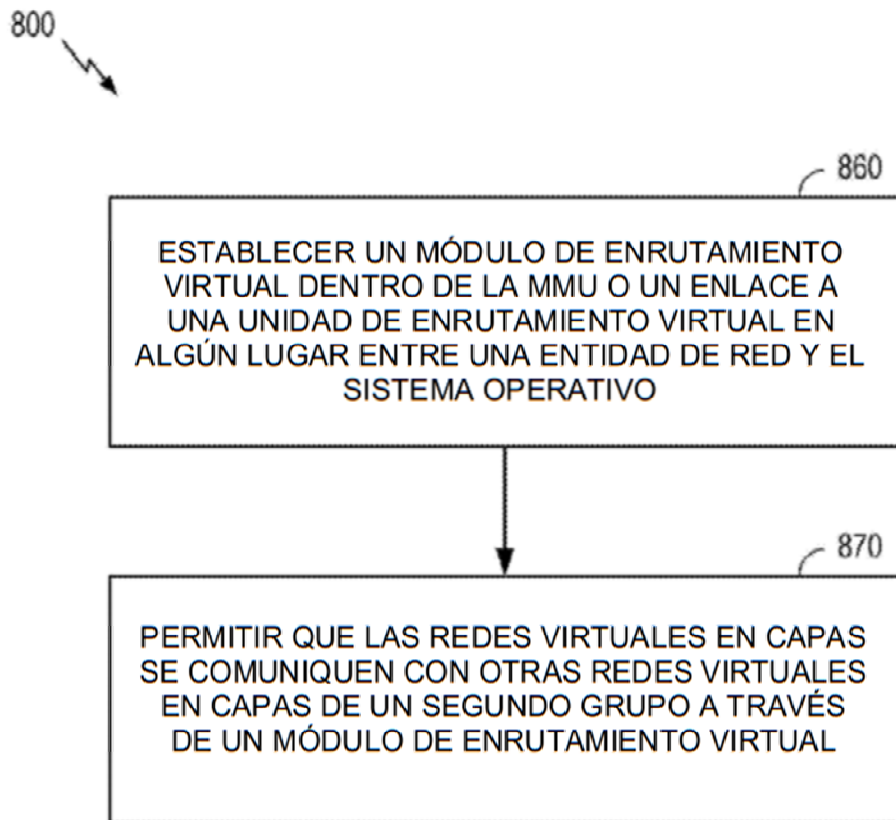 800
860
ESTABLECER UN MÓDULO DE ENRUTAMIENTO
VIRTUAL DENTRO DE LA MMU O UN ENLACE A
UNA UNIDAD DE ENRUTAMIENTO VIRTUAL EN
ALGÚN LUGAR ENTRE UNA ENTIDAD DE RED Y EL
SISTEMA OPERATIVO
870
PERMITIR QUE LAS REDES VIRTUALES EN CAPAS
SE COMUNIQUEN CON OTRAS REDES VIRTUALES
EN CAPAS DE UN SEGUNDO GRUPO A TRAVÉS
DE UN MÓDULO DE ENRUTAMIENTO VIRTUAL